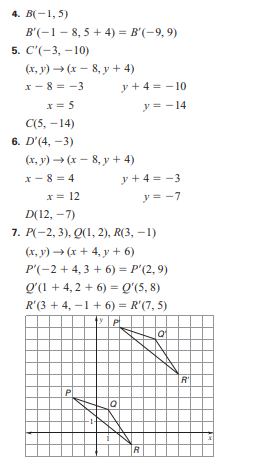 4. B(−1, 5)
B′(−1 − 8, 5 + 4) = B′(−9, 9)
5. C′(−3, −10)
(x, y) → (x − 8, y + 4)
x − 8 = −3 y + 4 = −10
x = 5 y = −14
C(5, −14)
6. D′(4, −3)
(x, y) → (x − 8, y + 4)
x − 8 = 4 y + 4 = −3
x = 12 y = −7
D(12, −7)
7. P(−2, 3), Q(1, 2), R(3, −1)
(x, y) → (x + 4, y + 6)
P′(−2 + 4, 3 + 6) = P′(2, 9)
Q′(1 + 4, 2 + 6) = Q′(5, 8)
R′(3 + 4, −1 + 6) = R′(7, 5)
y P′
Q′
R′
P
Q
1
1 x
R